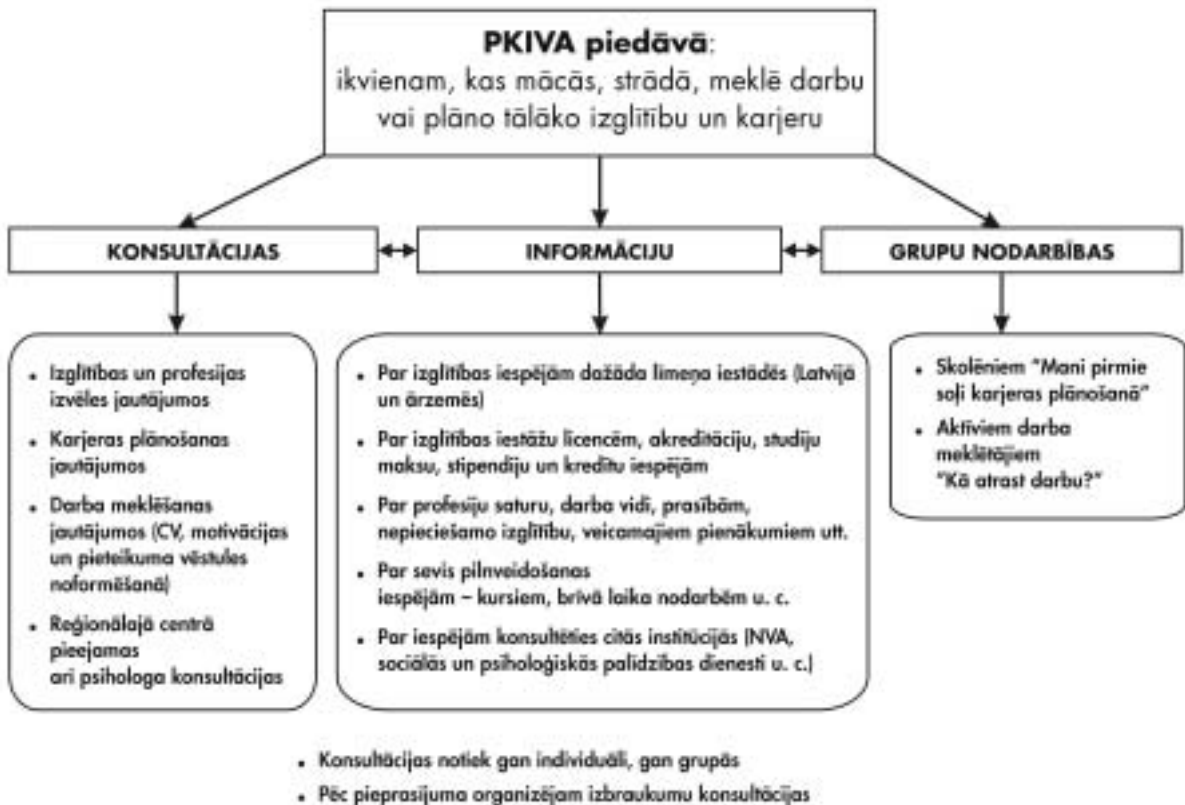 PKIVA piedāvā:
ikvienam, kas mācās, strādā, meklē darbu
vai plāno tālāko izglītību un karjeru
KONSULTĀCIJAS
INFORMĀCIJU
GRUPU NODARBĪBAS
• Izglītības un profesijas
izvēles jautājumos
• Karjeras plānošanas
jautājumos
• Darba meklēšanas
jautājumos (CV, motivācijas
un pieteikuma vēstules
noformēšanā)
• Reģionālajā centrā
pieejamas
arī psihologa konsultācijas
• Par izglītības iespējām dažāda līmeņa iestādēs (Latvijā
un ārzemēs)
• Par izglītības iestāžu licencēm, akreditāciju, studiju
maksu, stipendiju un kredītu iespējām
• Par profesiju saturu, darba vidi, prasībām,
nepieciešamo izglītību, veicamajiem pienākumiem utt.
• Par sevis pilnveidošanas
iespējām – kursiem, brīvā laika nodarbēm u. c.
• Par iespējām konsultēties citās institūcijās (NVA,
sociālās un psiholoģiskās palīdzības dienesti u. c.)
• Skolēniem "Mani pirmie
soļi karjeras plānošanā"
• Aktīviem darba
meklētājiem
"Kā atrast darbu?"
• Konsultācijas notiek gan individuāli, gan grupās
• Pēc pieprasījuma organizējam izbraukumu konsultācijas